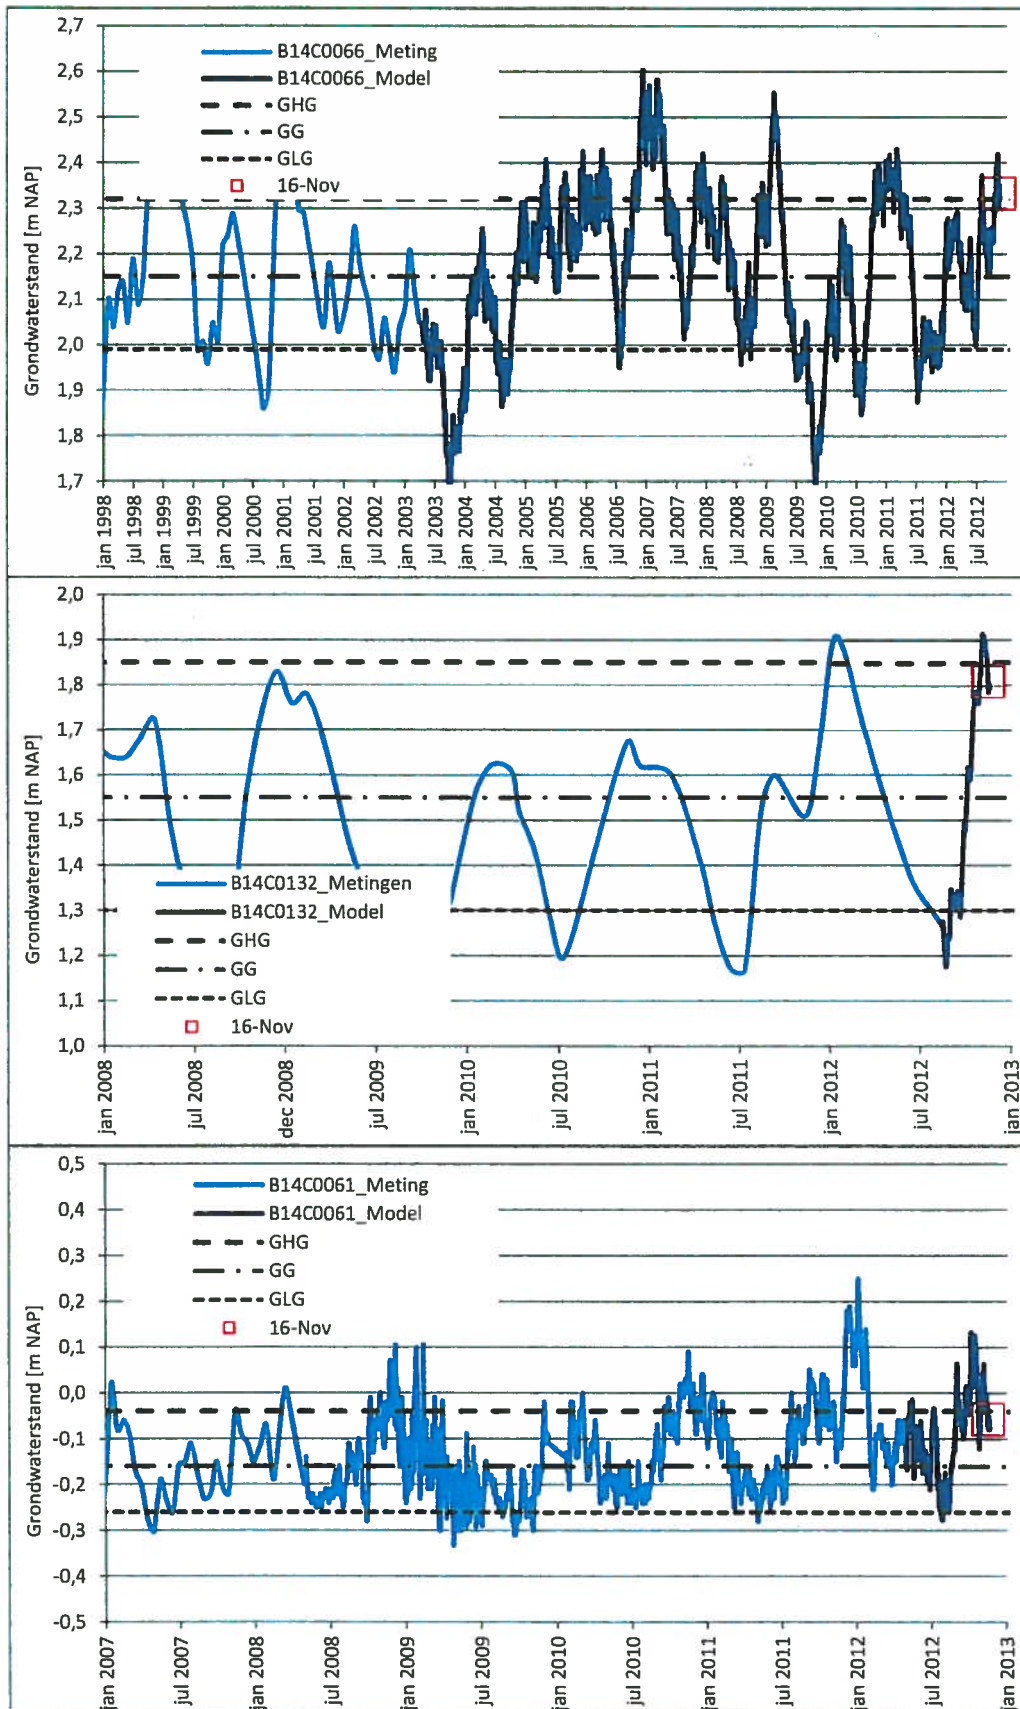 2,7
2,6
2,5
2,4
2,3
2,2
2,1
2,0
1,9
1,8
1,7
Grondwaterstand [m NAP]
B14C0066_Meting
B14C0066_Model
GHG
GG
GLG
16-Nov
jan 1998
jul 1998
jan 1999
jul 1999
jan 2000
jul 2000
jan 2001
jul 2001
jan 2002
jul 2002
jan 2003
jul 2003
jan 2004
jul 2004
jan 2005
jul 2005
jan 2006
jul 2006
jan 2007
jul 2007
jan 2008
jul 2008
jan 2009
jul 2009
jan 2010
jul 2010
jan 2011
jul 2011
jan 2012
jul 2012
2,0
1,9
1,8
1,7
1,6
1,5
1,4
1,3
1,2
1,1
1,0
Grondwaterstand [m NAP]
B14C0132_Metingen
B14C0132_Model
GHG
GG
GLG
16-Nov
jan 2008
jul 2008
dec 2008
jul 2009
jan 2010
jul 2010
jan 2011
jul 2011
jan 2012
jul 2012
jan 2013
0,5
0,4
0,3
0,2
0,1
0,0
-0,1
-0,2
-0,3
-0,4
-0,5
Grondwaterstand [m NAP]
B14C0061_Meting
B14C0061_Model
GHG
GG
GLG
16-Nov
jan 2007
jul 2007
jan 2008
jul 2008
jan 2009
jul 2009
jan 2010
jul 2010
jan 2011
jul 2011
jan 2012
jul 2012
jan 2013